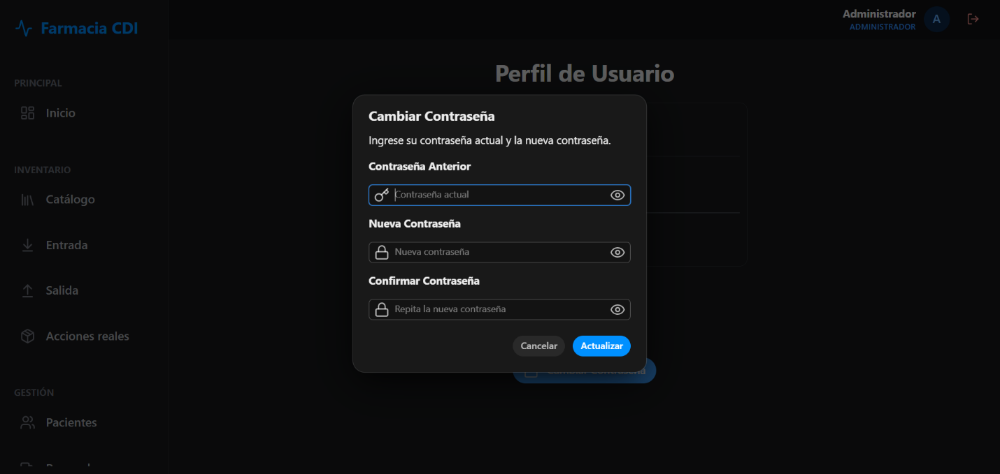 Farmacia CDI
Administrador
ADMINISTRADOR
A
PRINCIPAL
Inicio
INVENTARIO
Catálogo
Entrada
Salida
Acciones reales
GESTIÓN
Pacientes
Perfil de Usuario
Cambiar Contraseña
Ingrese su contraseña actual y la nueva contraseña.
Contraseña Anterior
Contraseña actual
Nueva Contraseña
Nueva contraseña
Confirmar Contraseña
Repita la nueva contraseña
Cancelar
Actualizar
Cambiar Contraseña